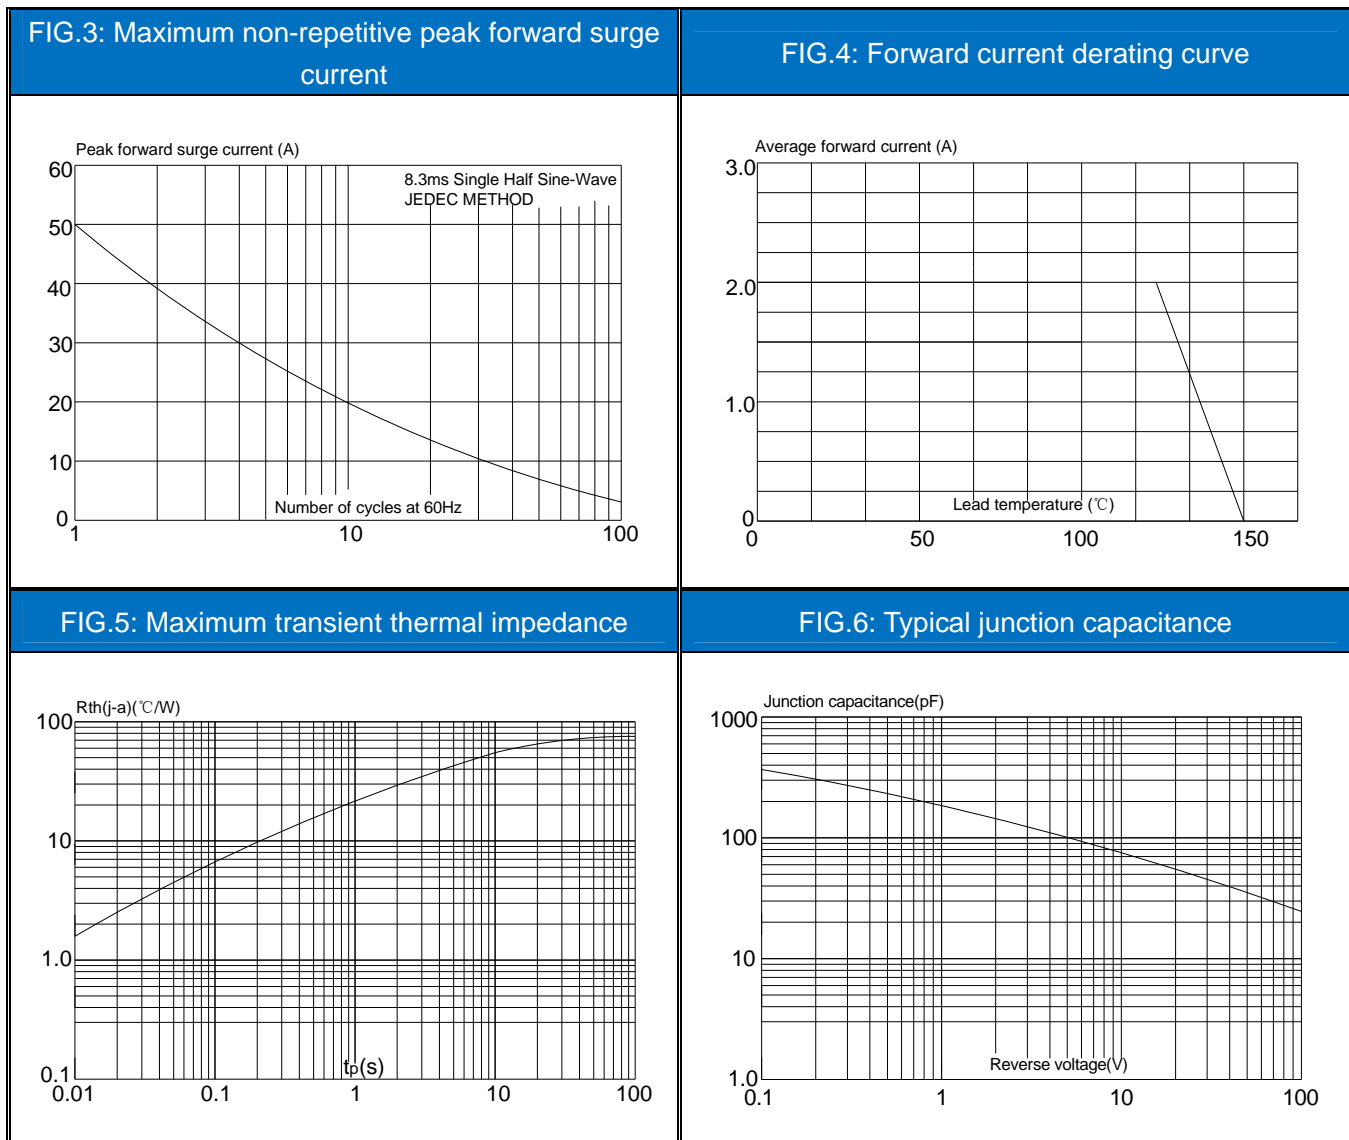 FIG.3: Maximum non-repetitive peak forward surge
current
FIG.4: Forward current derating curve
Peak forward surge current (A)
60
50
40
30
20
10
0
8.3ms Single Half Sine-Wave
JEDEC METHOD
Number of cycles at 60Hz
1
10
100
Average forward current (A)
3.0
2.0
1.0
0
Lead temperature (℃)
0
50
100
150
FIG.5: Maximum transient thermal impedance
FIG.6: Typical junction capacitance
Rth(j-a)(℃/W)
100
10
1.0
0.1
tp(s)
0.01
0.1
1
10
100
Junction capacitance(pF)
1000
100
10
1.0
Reverse voltage(V)
0.1
1
10
100